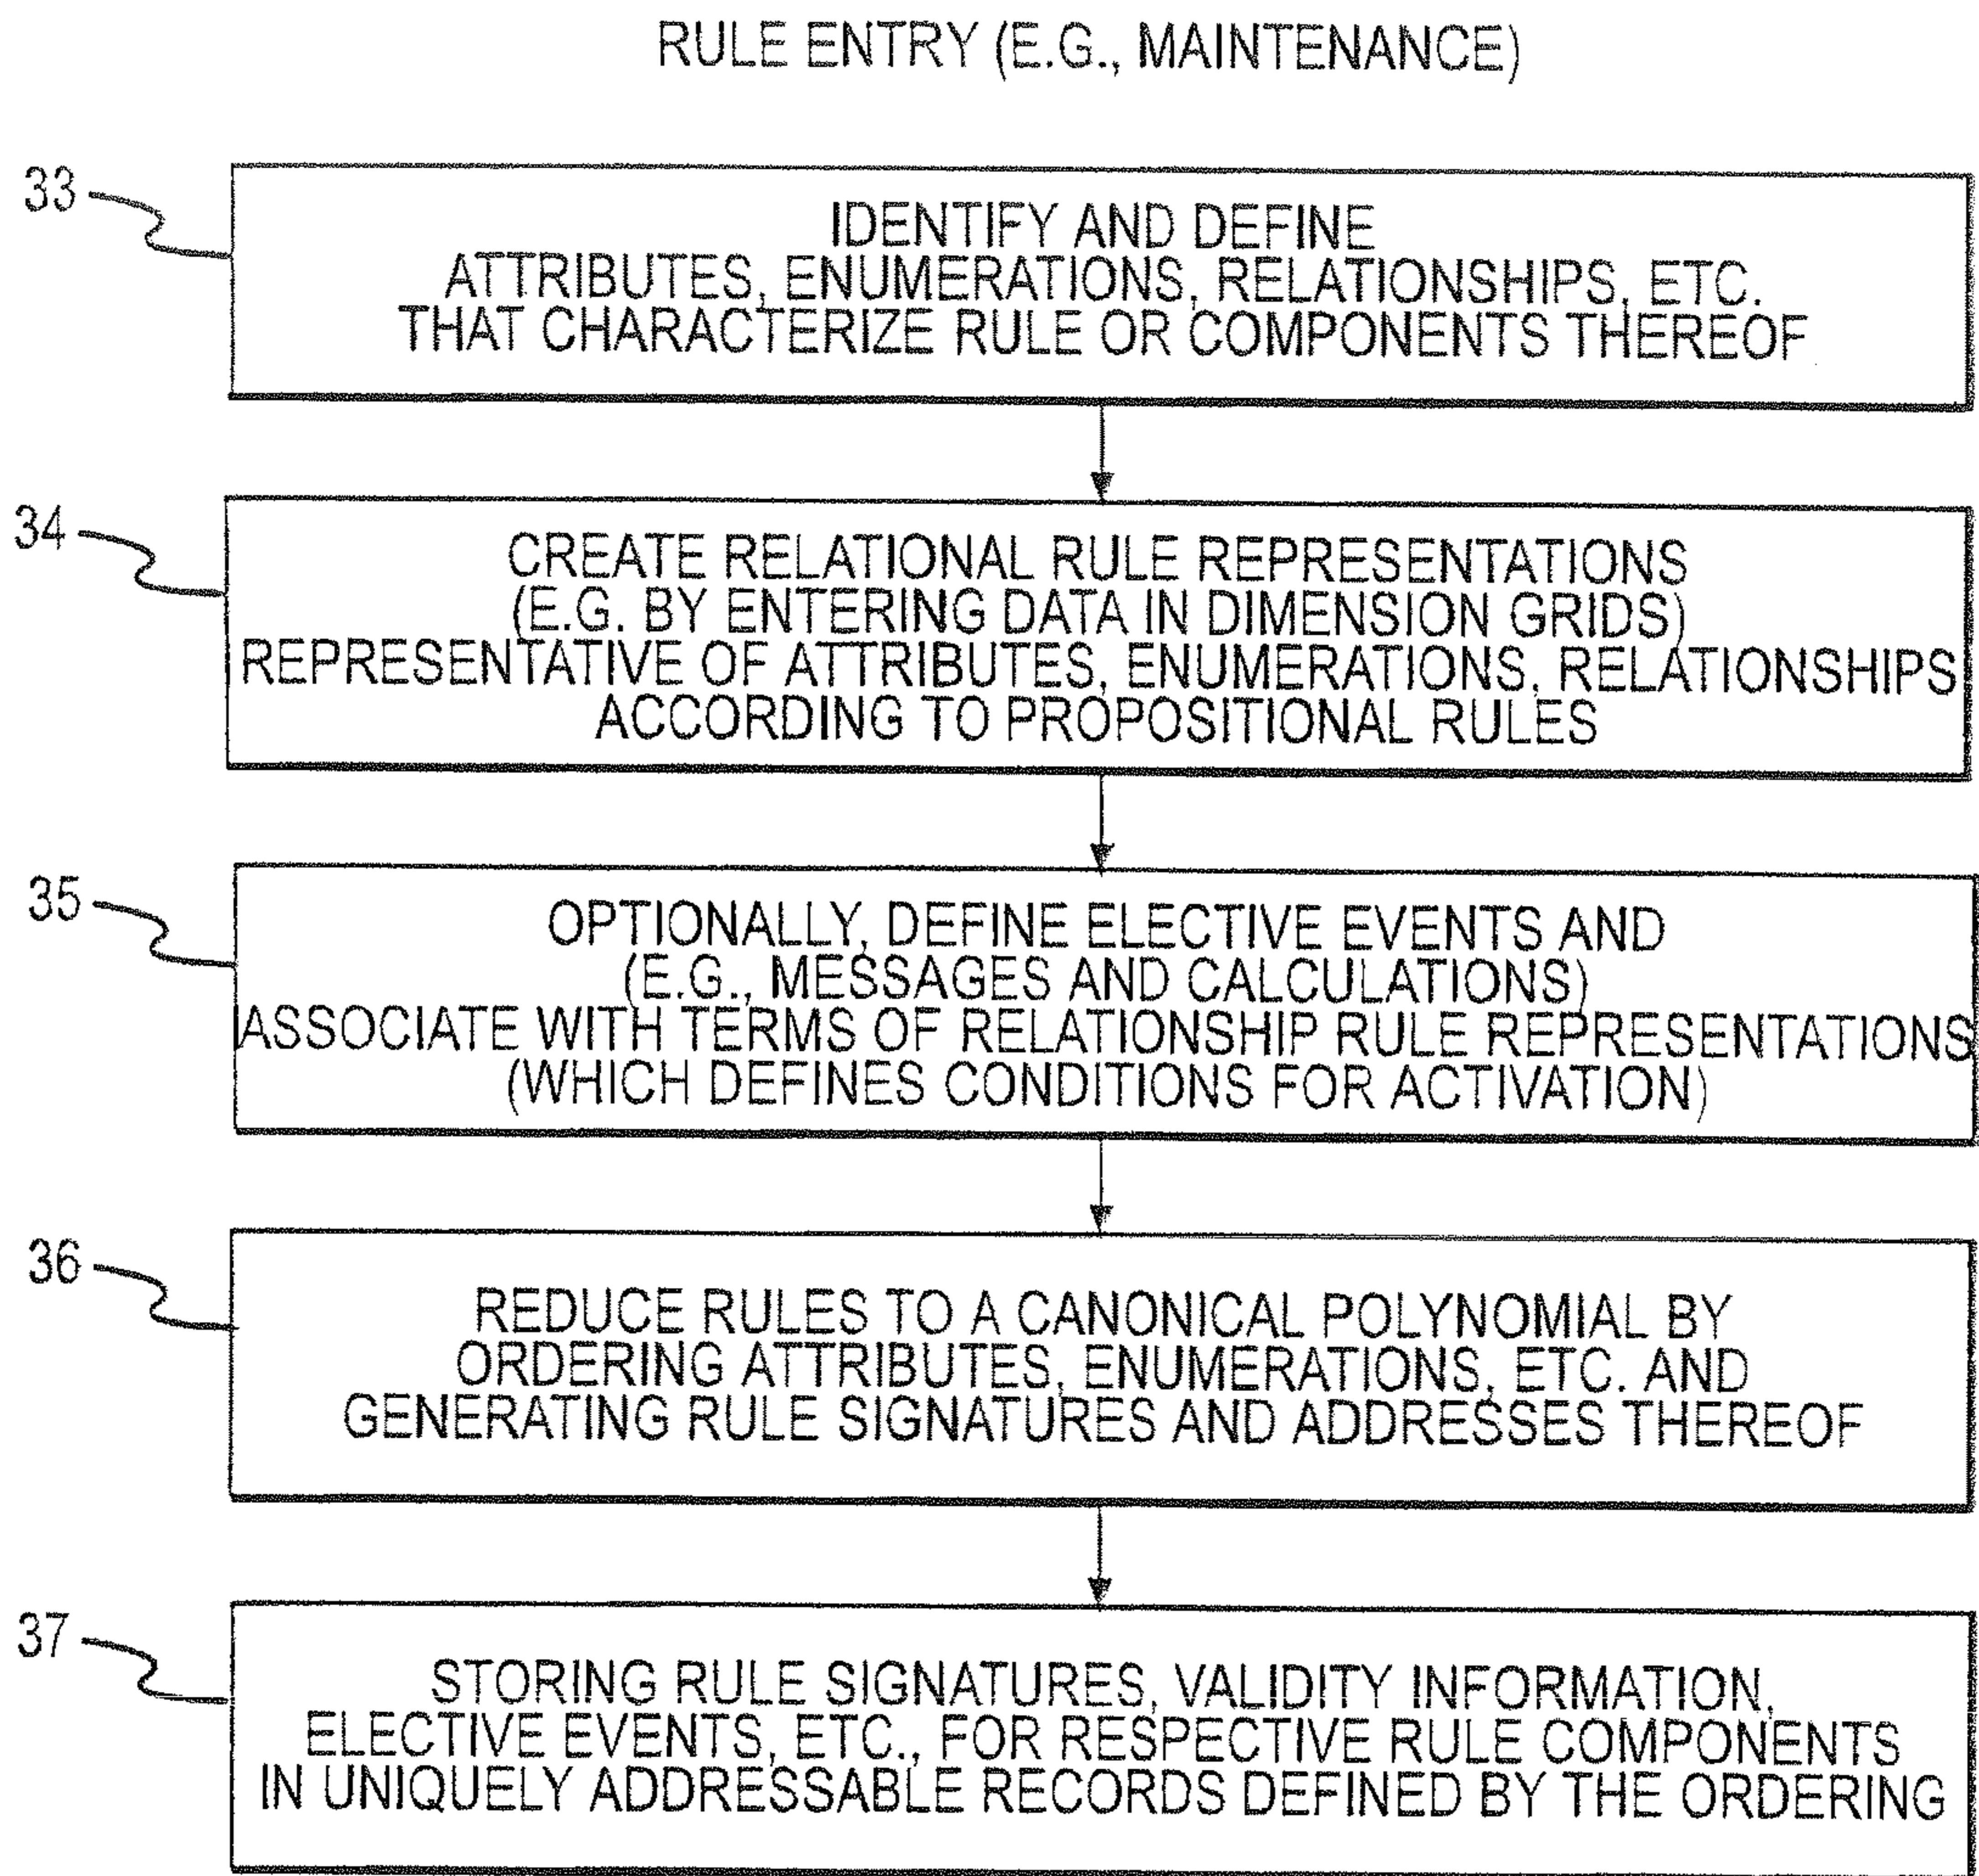 RULE ENTRY (E.G., MAINTENANCE)
33
IDENTIFY AND DEFINE
ATTRIBUTES, ENUMERATIONS, RELATIONSHIPS, ETC.
THAT CHARACTERIZE RULE OR COMPONENTS THEREOF
34
CREATE RELATIONAL RULE REPRESENTATIONS
(E.G. BY ENTERING DATA IN DIMENSION GRIDS)
REPRESENTATIVE OF ATTRIBUTES, ENUMERATIONS, RELATIONSHIPS
ACCORDING TO PROPOSITIONAL RULES
35
OPTIONALLY, DEFINE ELECTIVE EVENTS AND
(E.G., MESSAGES AND CALCULATIONS)
ASSOCIATE WITH TERMS OF RELATIONSHIP RULE REPRESENTATIONS
(WHICH DEFINES CONDITIONS FOR ACTIVATION)
36
REDUCE RULES TO A CANONICAL POLYNOMIAL BY
ORDERING ATTRIBUTES, ENUMERATIONS, ETC. AND
GENERATING RULE SIGNATURES AND ADDRESSES THEREOF
37
STORING RULE SIGNATURES, VALIDITY INFORMATION,
ELECTIVE EVENTS, ETC., FOR RESPECTIVE RULE COMPONENTS
IN UNIQUELY ADDRESSABLE RECORDS DEFINED BY THE ORDERING